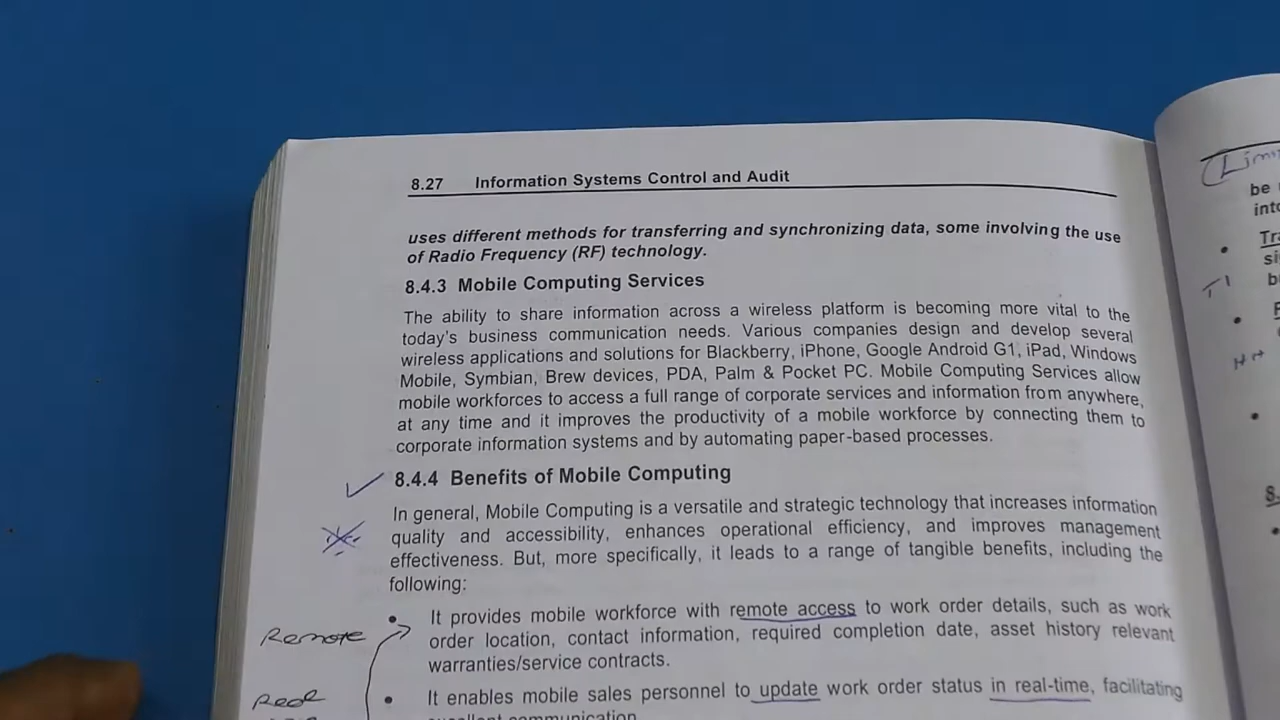 8.27 Information Systems Control and Audit
uses different methods for transferring and synchronizing data, some involving the use
of Radio Frequency (RF) technology.
8.4.3 Mobile Computing Services
The ability to share information across a wireless platform is becoming more vital to the
today's business communication needs. Various companies design and develop several
wireless applications and solutions for Blackberry, iPhone, Google Android G1, iPad, Windows
Mobile, Symbian, Brew devices, PDA, Palm & Pocket PC. Mobile Computing Services allow
mobile workforces to access a full range of corporate services and information from anywhere,
at any time and it improves the productivity of a mobile workforce by connecting them to
corporate information systems and by automating paper-based processes.
8.4.4 Benefits of Mobile Computing
In general, Mobile Computing is a versatile and strategic technology that increases information
quality and accessibility, enhances operational efficiency, and improves management
effectiveness. But, more specifically, it leads to a range of tangible benefits, including the
following:
• It provides mobile workforce with remote access to work order details, such as work
order location, contact information, required completion date, asset history relevant
warranties/service contracts.
Remote
• It enables mobile sales personnel to update work order status in real-time, facilitating
excellent communication.
Real
be
into